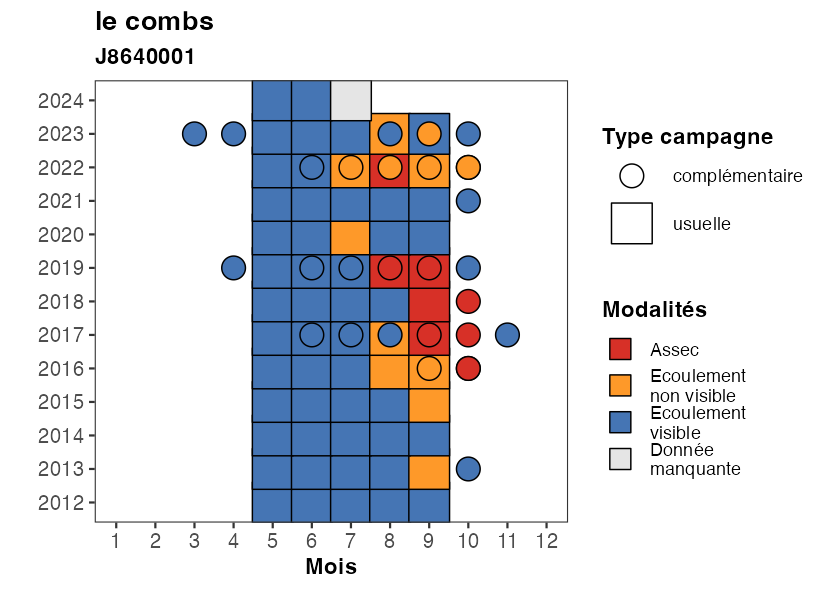 le combs
J8640001
2024
2023
2022
2021
2020
2019
2018
2017
2016
2015
2014
2013
2012
1 2 3 4 5 6 7 8 9 10 11 12
Mois
Type campagne
complémentaire
usuelle
Modalités
Assec
Ecoulement
non visible
Ecoulement
visible
Donnée
manquante